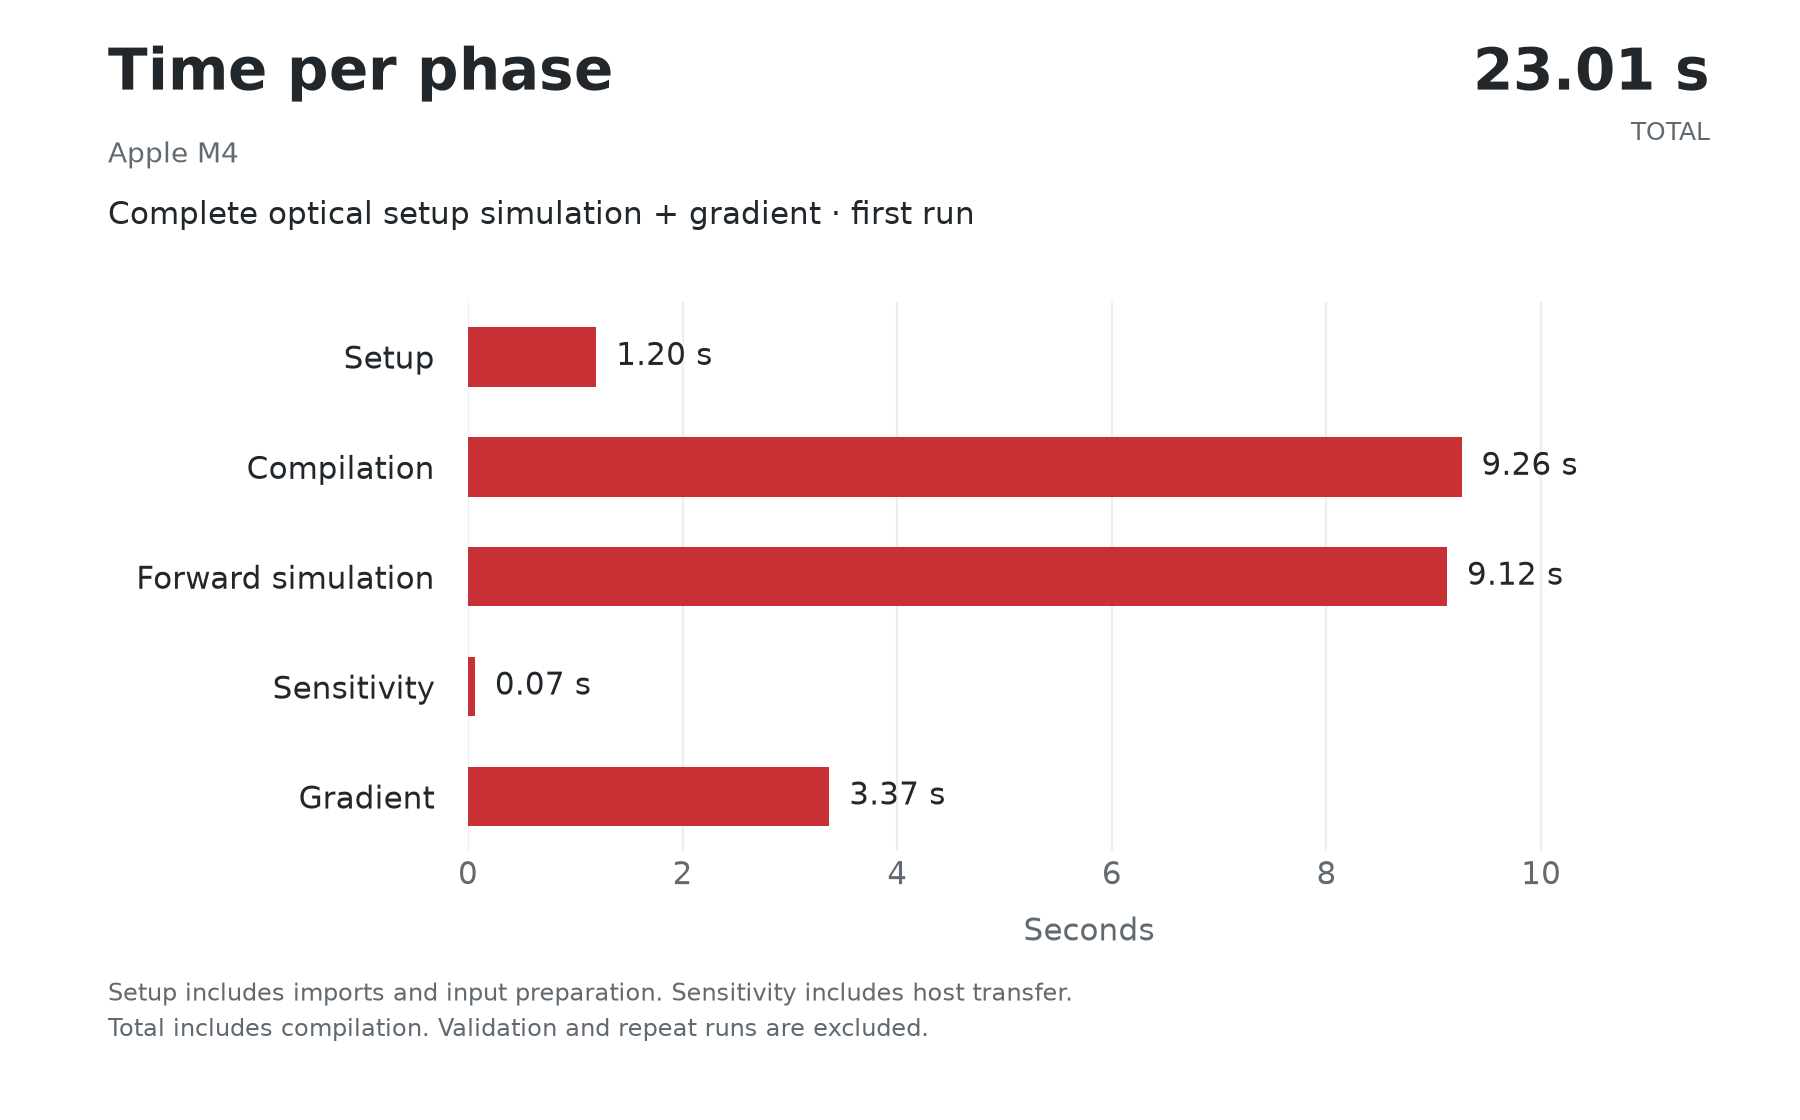 Time per phase
23.01 s
TOTAL
Apple M4
Complete optical setup simulation + gradient · first run
Setup
1.20 s
Compilation
9.26 s
Forward simulation
9.12 s
Sensitivity
0.07 s
Gradient
3.37 s
0 2 4 6 8 10
Seconds
Setup includes imports and input preparation. Sensitivity includes host transfer.
Total includes compilation. Validation and repeat runs are excluded.